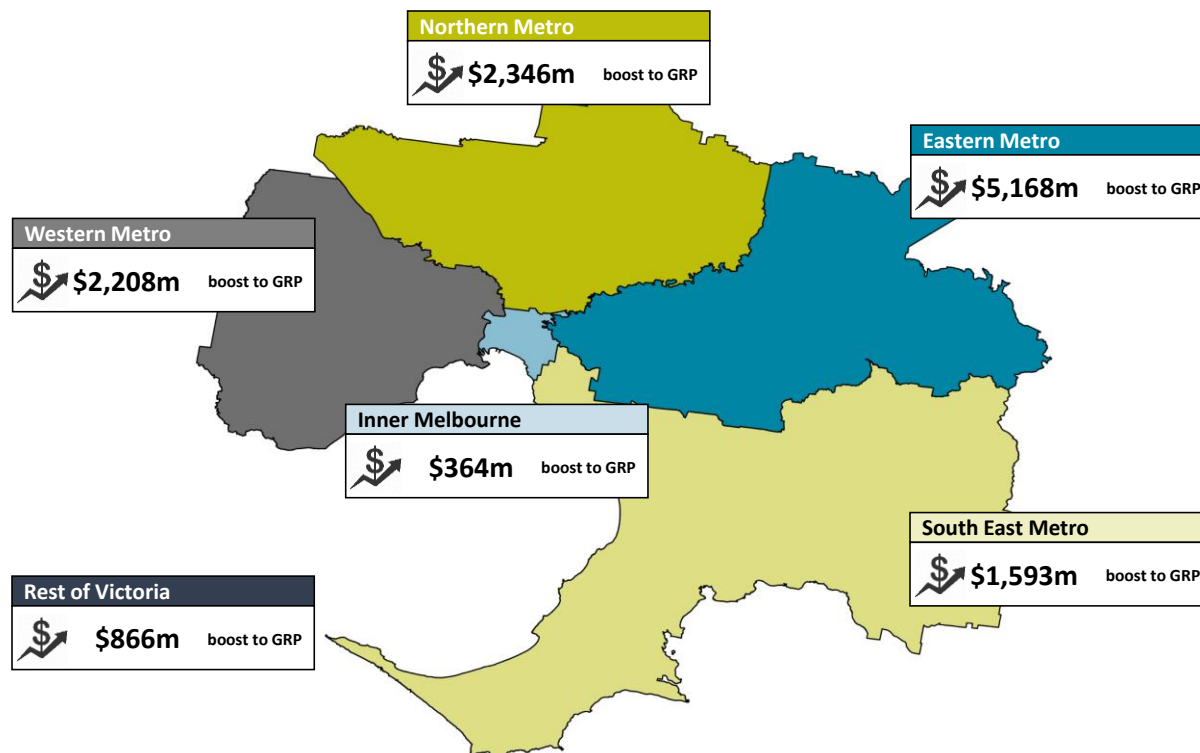 Northern Metro
$2,346m boost to GRP
Eastern Metro
$5,168m boost to GRP
Western Metro
$2,208m boost to GRP
Inner Melbourne
$364m boost to GRP
South East Metro
$1,593m boost to GRP
Rest of Victoria
$866m boost to GRP